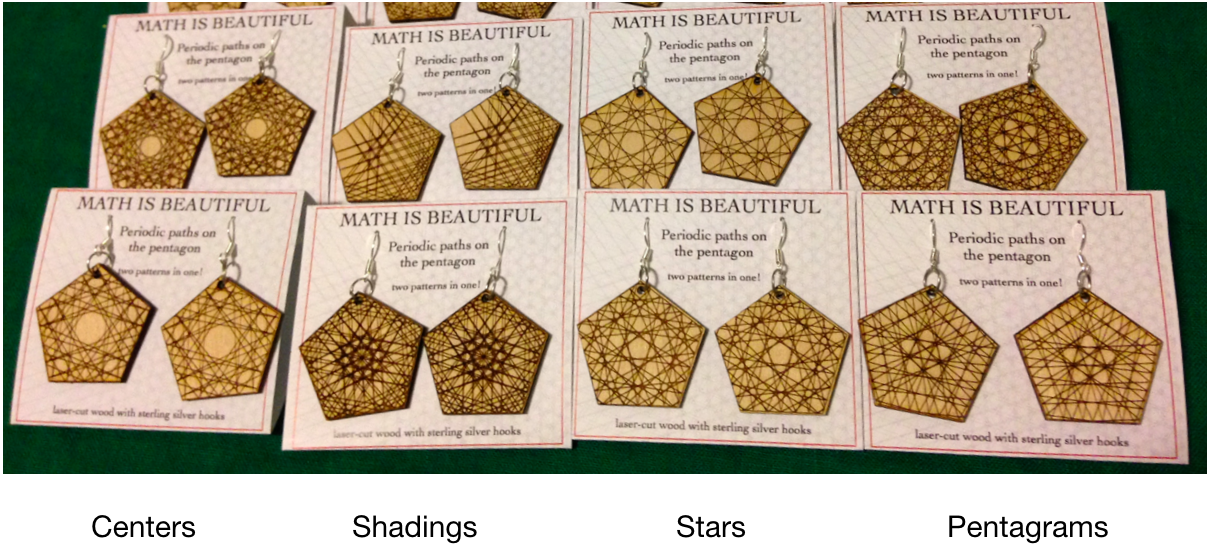 MATH IS BEAUTIFUL
Periodic paths on
the pentagon
two patterns in one!
MATH IS BEAUTIFUL
Periodic paths on
the pentagon
two patterns in one!
MATH IS BEAUTIFUL
Periodic paths on
the pentagon
two patterns in one!
MATH IS BEAUTIFUL
Periodic paths on
the pentagon
two patterns in one!
MATH IS BEAUTIFUL
Periodic paths on
the pentagon
two patterns in one!
laser-cut wood with sterling silver hooks
MATH IS BEAUTIFUL
Periodic paths on
the pentagon
two patterns in one!
laser-cut wood with sterling silver hooks
MATH IS BEAUTIFUL
Periodic paths on
the pentagon
two patterns in one!
laser-cut wood with sterling silver hooks
MATH IS BEAUTIFUL
Periodic paths on
the pentagon
two patterns in one!
laser-cut wood with sterling silver hooks
Centers
Shadings
Stars
Pentagrams